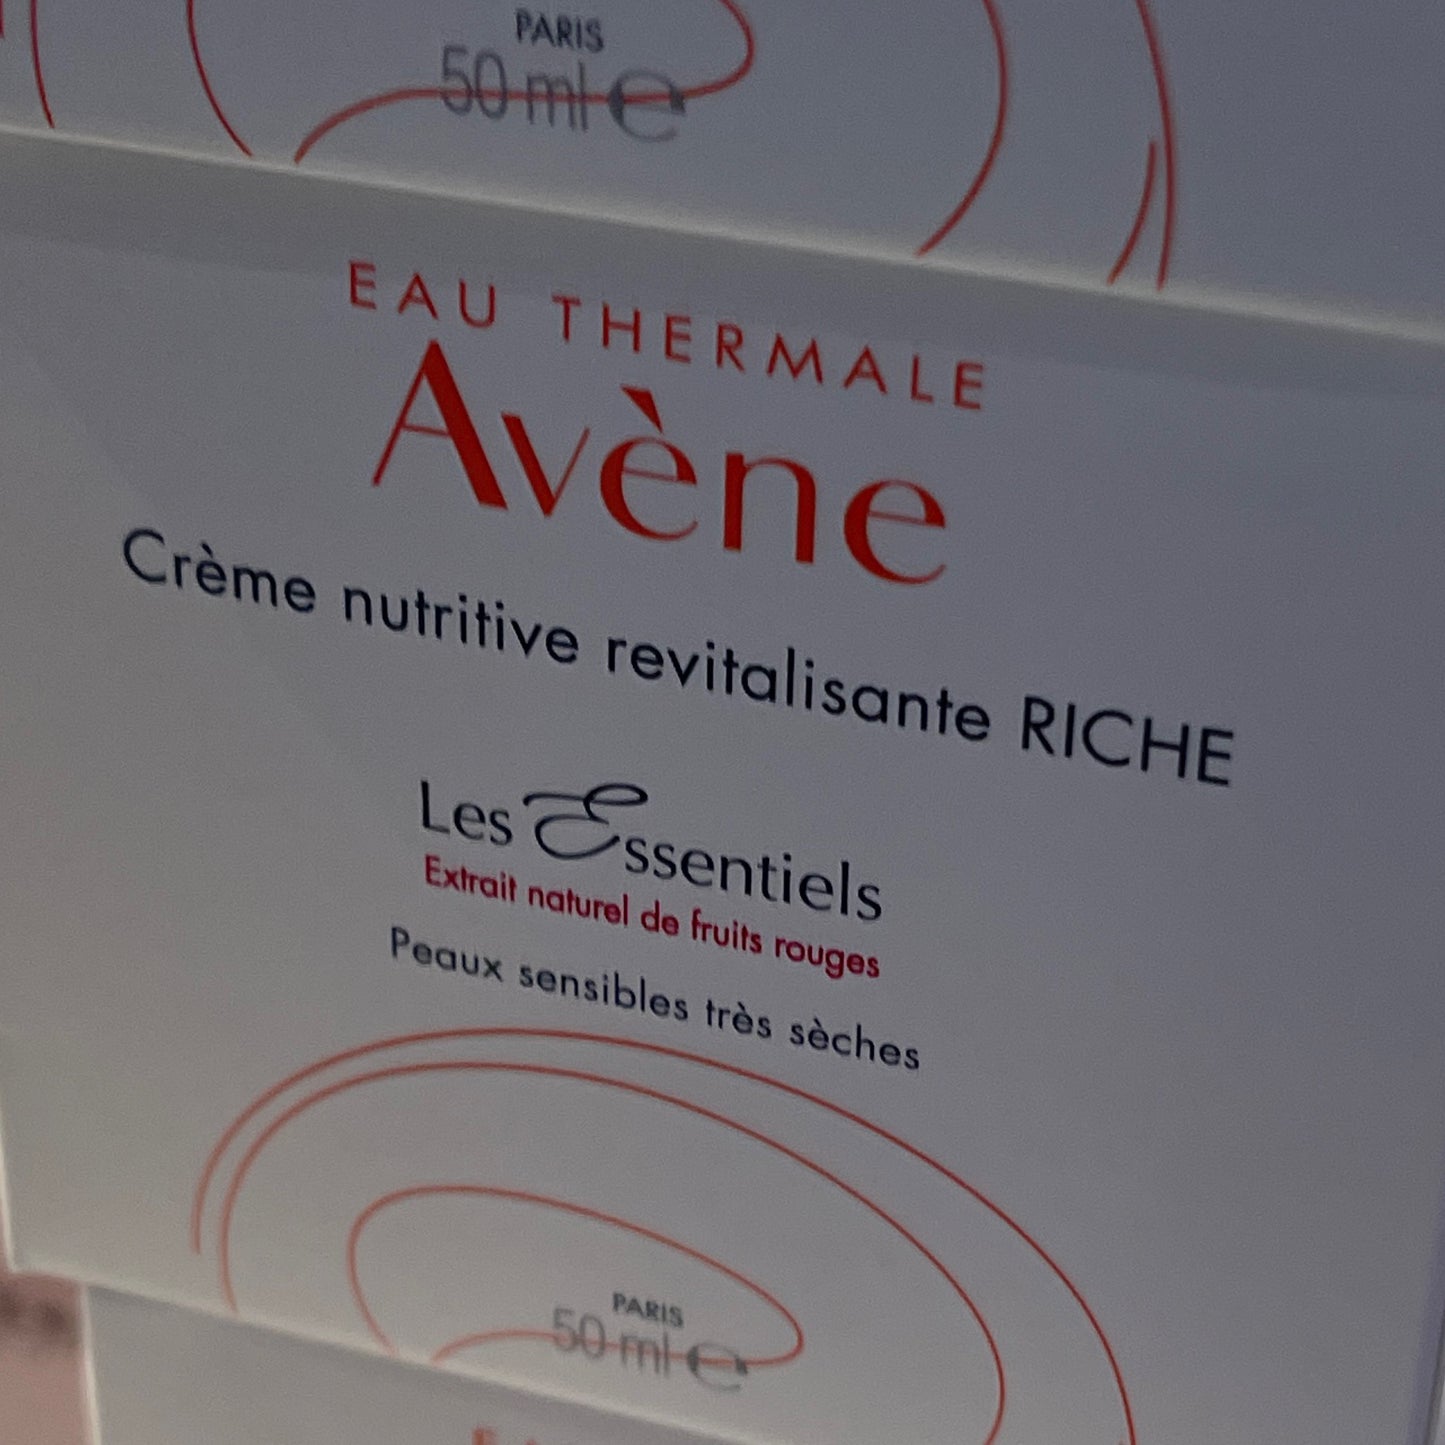 PARIS
50 ml e
EAU THERMALE
Avène
Crème nutritive revitalisante RICHE
Les Essentiels
Extrait naturel de fruits rouges
Peaux sensibles très sèches
PARIS
50 ml e